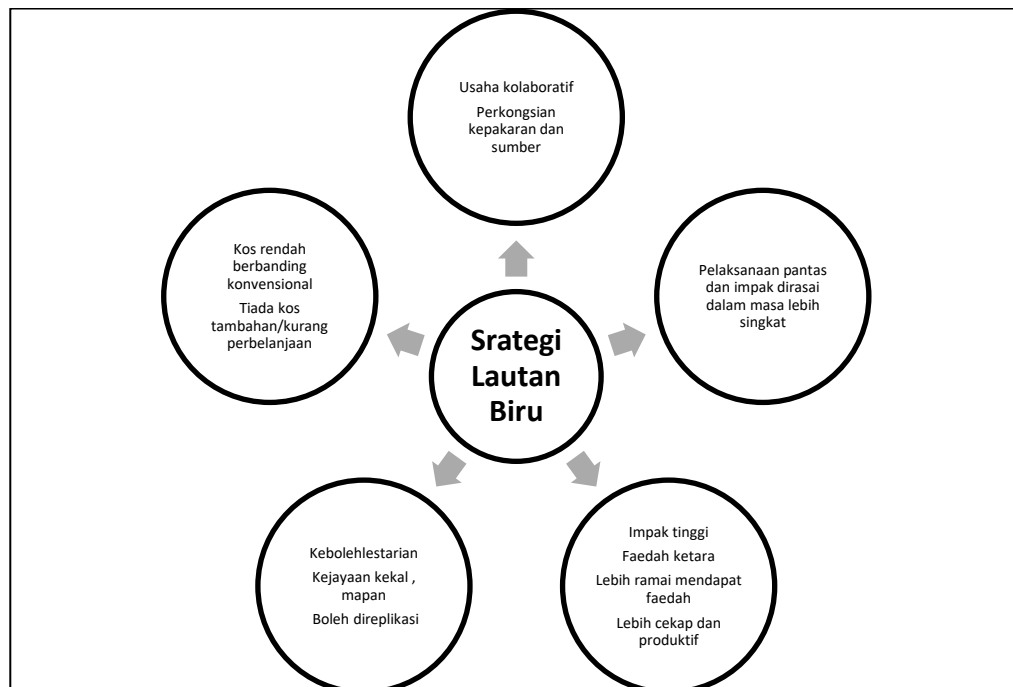 Usaha kolaboratif
Perkongsian
kepakaran dan
sumber
Kos rendah
berbanding
konvensional
Tiada kos
tambahan/kurang
perbelanjaan
Pelaksanaan pantas
dan impak dirasai
dalam masa lebih
singkat
Srategi
Lautan
Biru
Kebolehlestarian
Kejayaan kekal ,
mapan
Boleh direplikasi
Impak tinggi
Faedah ketara
Lebih ramai mendapat
faedah
Lebih cekap dan
produktif